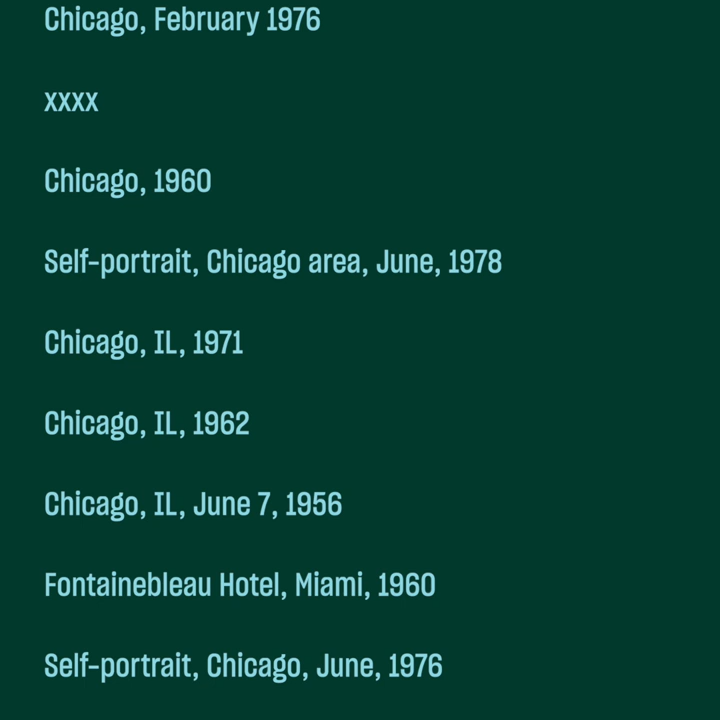 Chicago, February 1976
xxxx
Chicago, 1960
Self-portrait, Chicago area, June, 1978
Chicago, IL, 1971
Chicago, IL, 1962
Chicago, IL, June 7, 1956
Fontainebleau Hotel, Miami, 1960
Self-portrait, Chicago, June, 1976